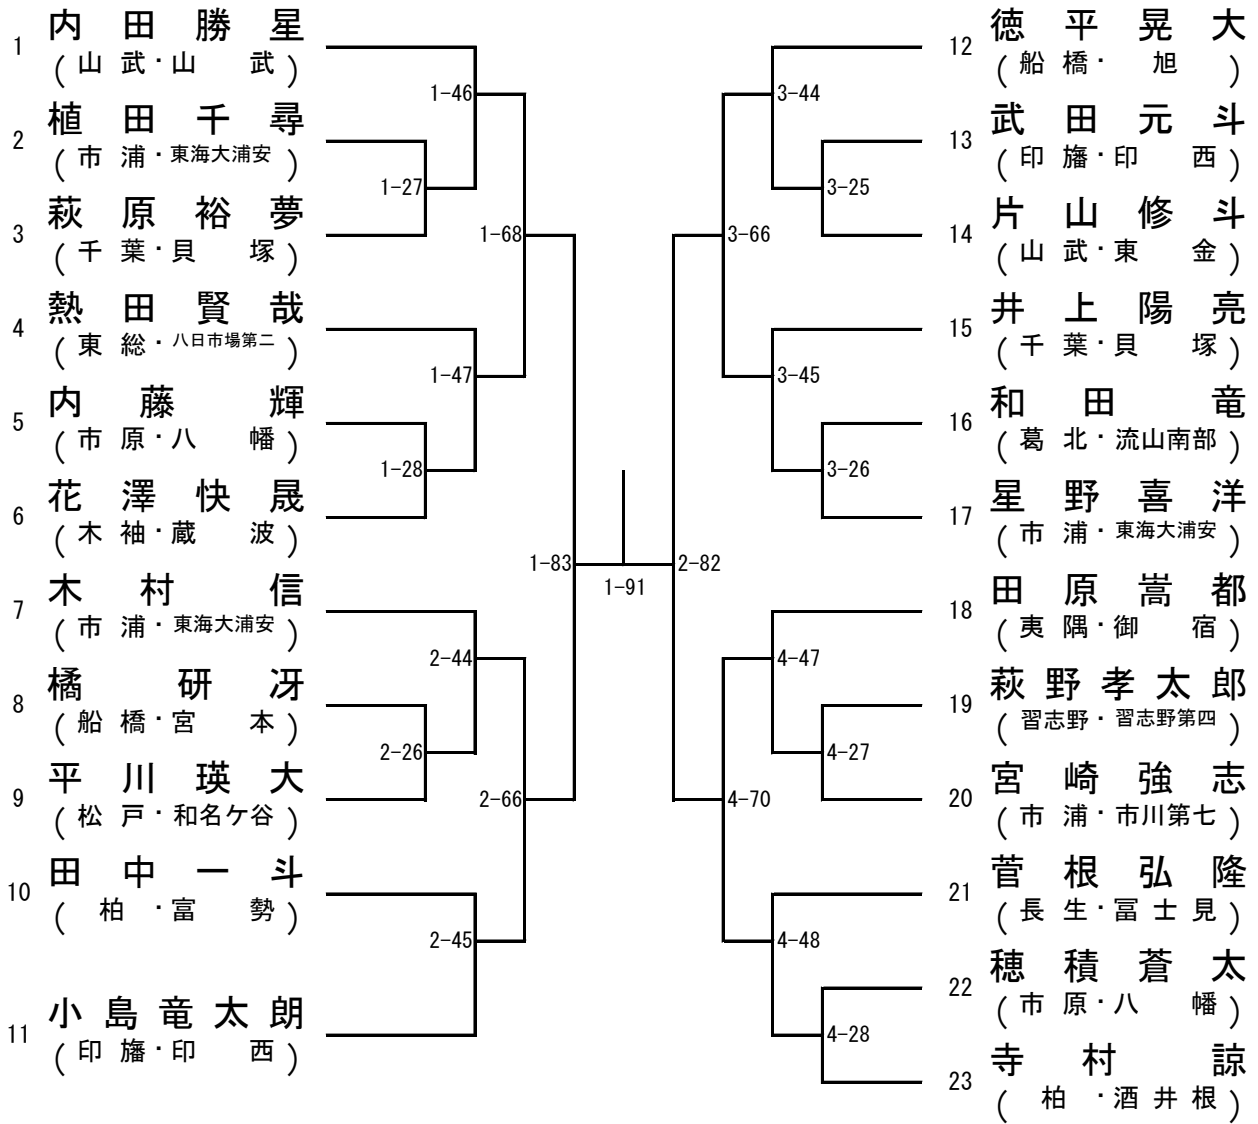 1 内田勝星
(山武・山武)
2 植田千尋
(市浦・東海大浦安)
3 萩原裕夢
(千葉・貝塚)
4 熱田賢哉
(東総・八日市場第二)
5 内藤輝
(市原・八幡)
6 花澤快晟
(木袖・蔵波)
7 木村信
(市浦・東海大浦安)
8 橘研冴
(船橋・宮本)
9 平川瑛大
(松戸・和名ケ谷)
10 田中一斗
(柏・富勢)
11 小島竜太朗
(印旛・印西)
1-46
1-27
1-68
1-47
1-28
1-83
2-44
2-26
2-66
2-45
1-91
12 徳平晃大
(船橋・旭)
13 武田元斗
(印旛・印西)
14 片山修斗
(山武・東金)
15 井上陽亮
(千葉・貝塚)
16 和田竜
(葛北・流山南部)
17 星野喜洋
(市浦・東海大浦安)
18 田原嵩都
(夷隅・御宿)
19 萩野孝太郎
(習志野・習志野第四)
20 宮崎強志
(市浦・市川第七)
21 菅根弘隆
(長生・冨士見)
22 穂積蒼太
(市原・八幡)
23 寺村諒
(柏・酒井根)
3-44
3-25
3-66
3-45
3-26
2-82
4-47
4-27
4-70
4-48
4-28